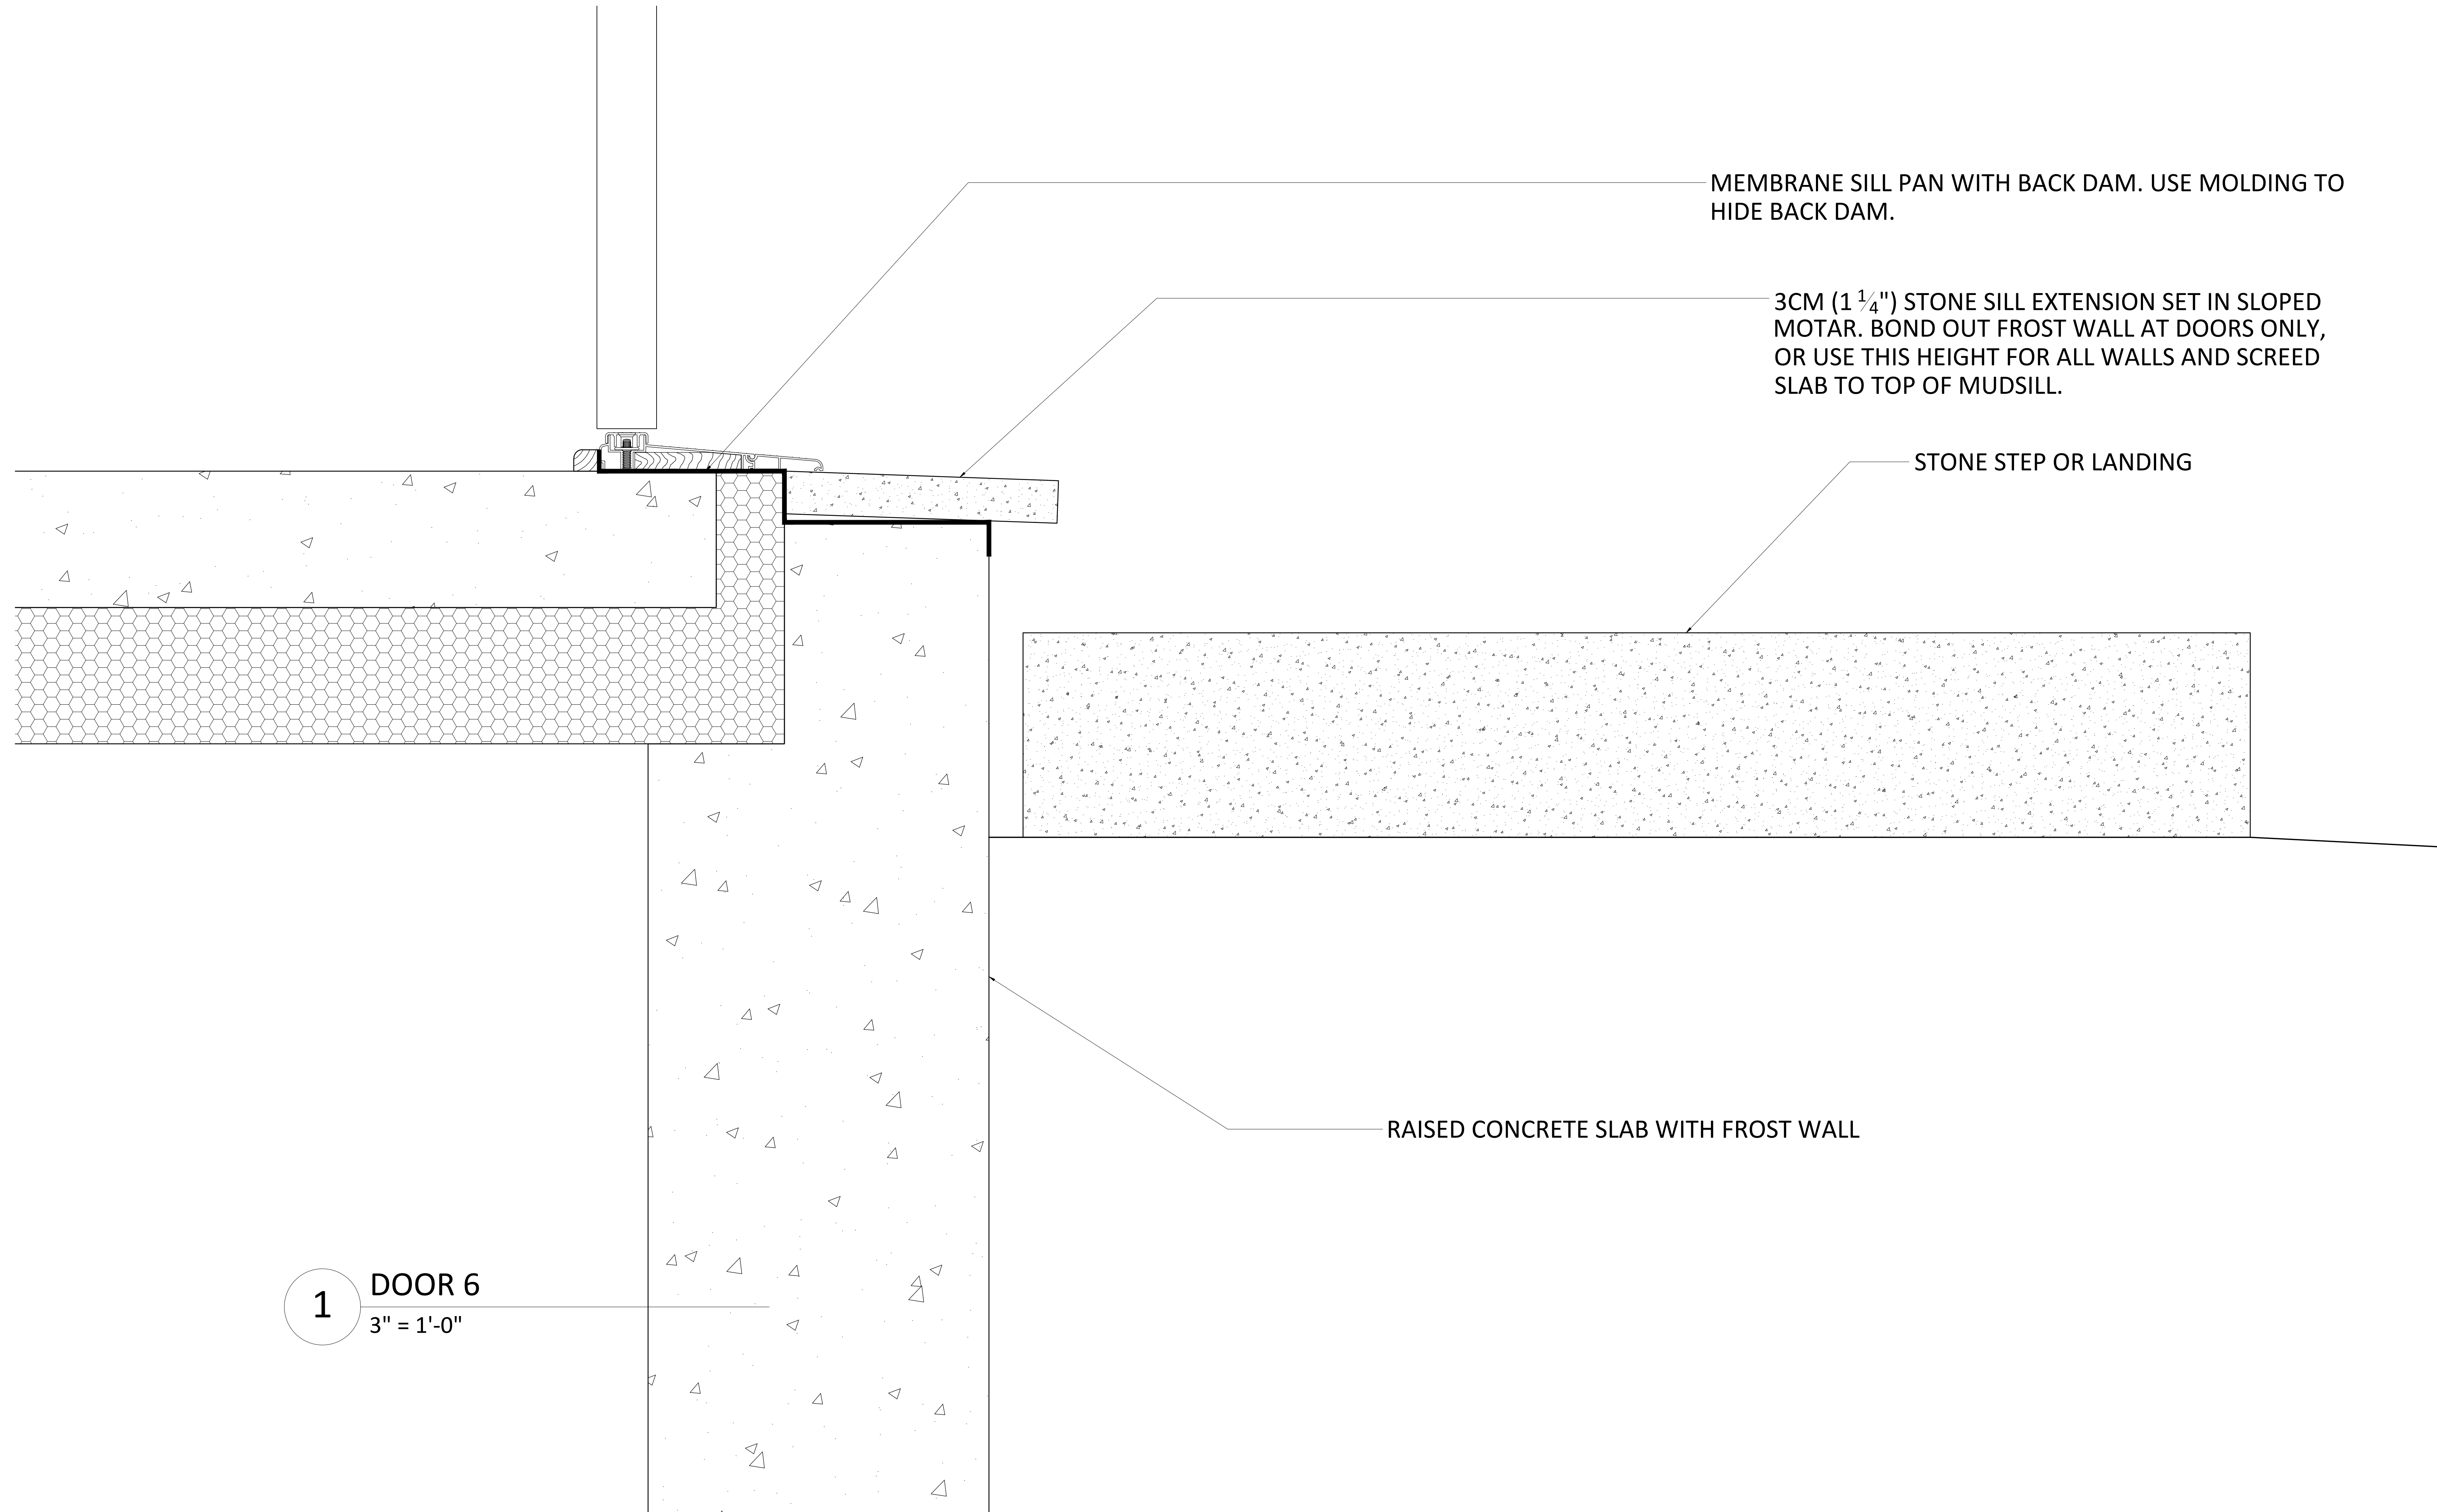 MEMBRANE SILL PAN WITH BACK DAM. USE MOLDING TO
HIDE BACK DAM.
3CM (1 1/4") STONE SILL EXTENSION SET IN SLOPED
MOTAR. BOND OUT FROST WALL AT DOORS ONLY,
OR USE THIS HEIGHT FOR ALL WALLS AND SCREED
SLAB TO TOP OF MUDSILL.
STONE STEP OR LANDING
RAISED CONCRETE SLAB WITH FROST WALL
1
DOOR 6
3" = 1'-0"